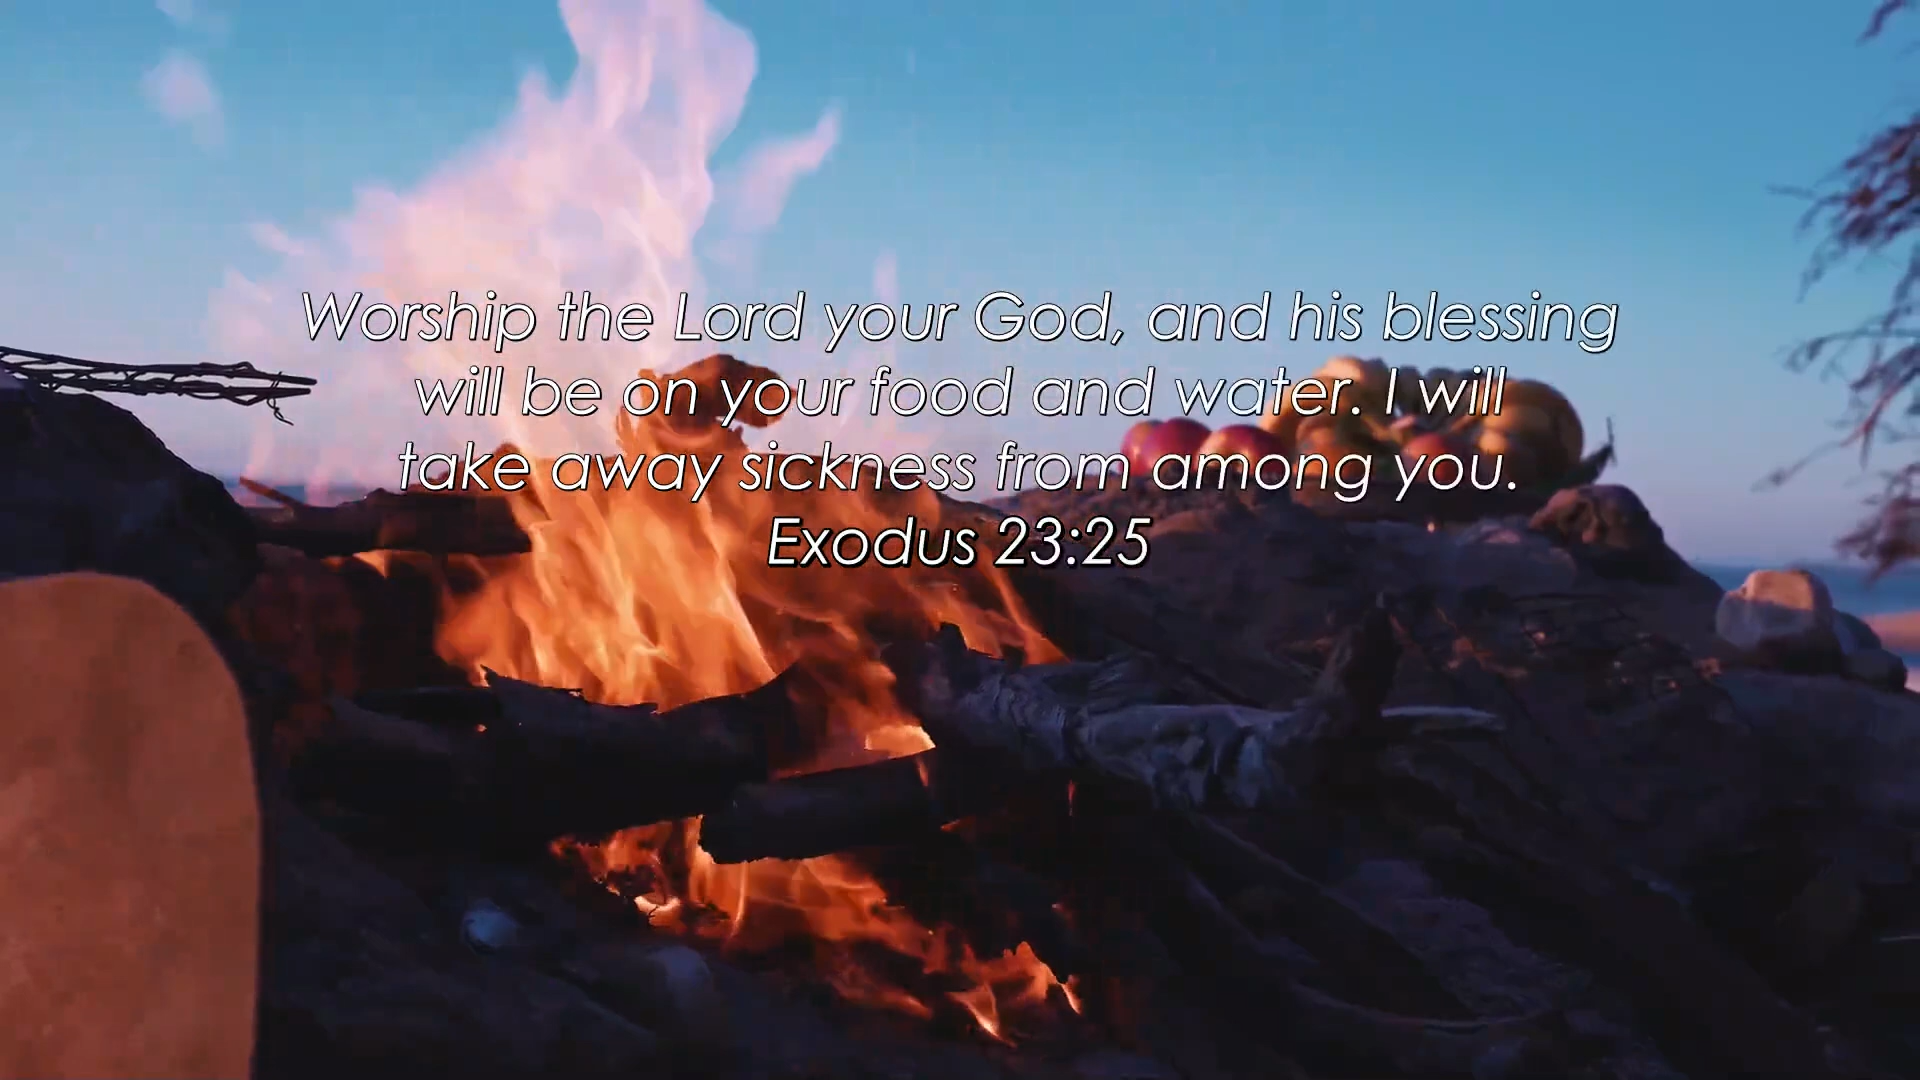 Worship the Lord your God, and his blessing
will be on your food and water. I will
take away sickness from among you.
Exodus 23:25